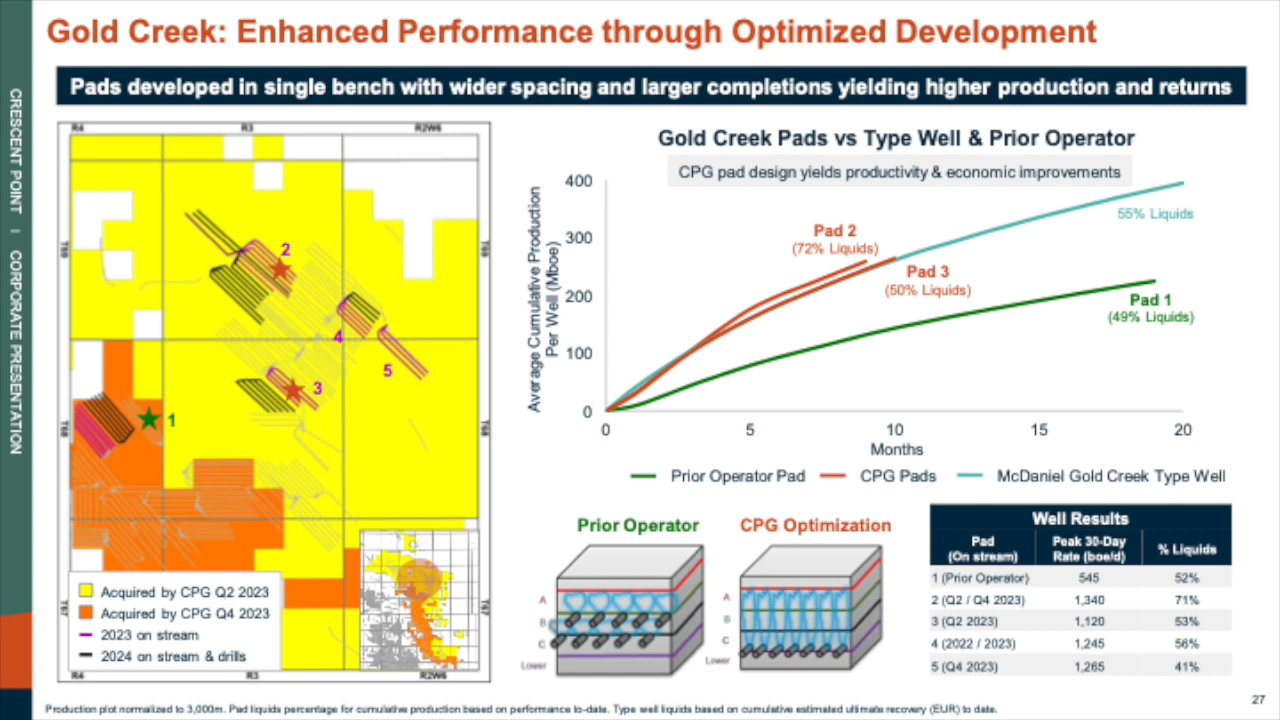 Gold Creek: Enhanced Performance through Optimized Development
Pads developed in single bench with wider spacing and larger completions yielding higher production and returns
CRESCENT POINT | CORPORATE PRESENTATION
R4 R3 R2W6
T69 T69
T68 T68
T67 T67
2
4
5
3
1
Acquired by CPG Q2 2023
Acquired by CPG Q4 2023
2023 on stream
2024 on stream & drills
R4 R3 R2W6
Gold Creek Pads vs Type Well & Prior Operator
CPG pad design yields productivity & economic improvements
Average Cumulative Production
Per Well (Mboe)
400
300
200
100
0
0 5 10 15 20
Months
Pad 2
(72% Liquids)
55% Liquids
Pad 3
(50% Liquids)
Pad 1
(49% Liquids)
Prior Operator Pad CPG Pads McDaniel Gold Creek Type Well
Prior Operator
A
B
C
Lower
CPG Optimization
A
B
C
Lower
Well Results
Pad (On stream) Peak 30-Day Rate (boe/d) % Liquids
1 (Prior Operator) 545 52%
2 (Q2 / Q4 2023) 1,340 71%
3 (Q2 2023) 1,120 53%
4 (2022 / 2023) 1,245 56%
5 (Q4 2023) 1,265 41%
Production plot normalized to 3,000m. Pad liquids percentage for cumulative production based on performance to-date. Type well liquids based on cumulative estimated ultimate recovery (EUR) to date.
27